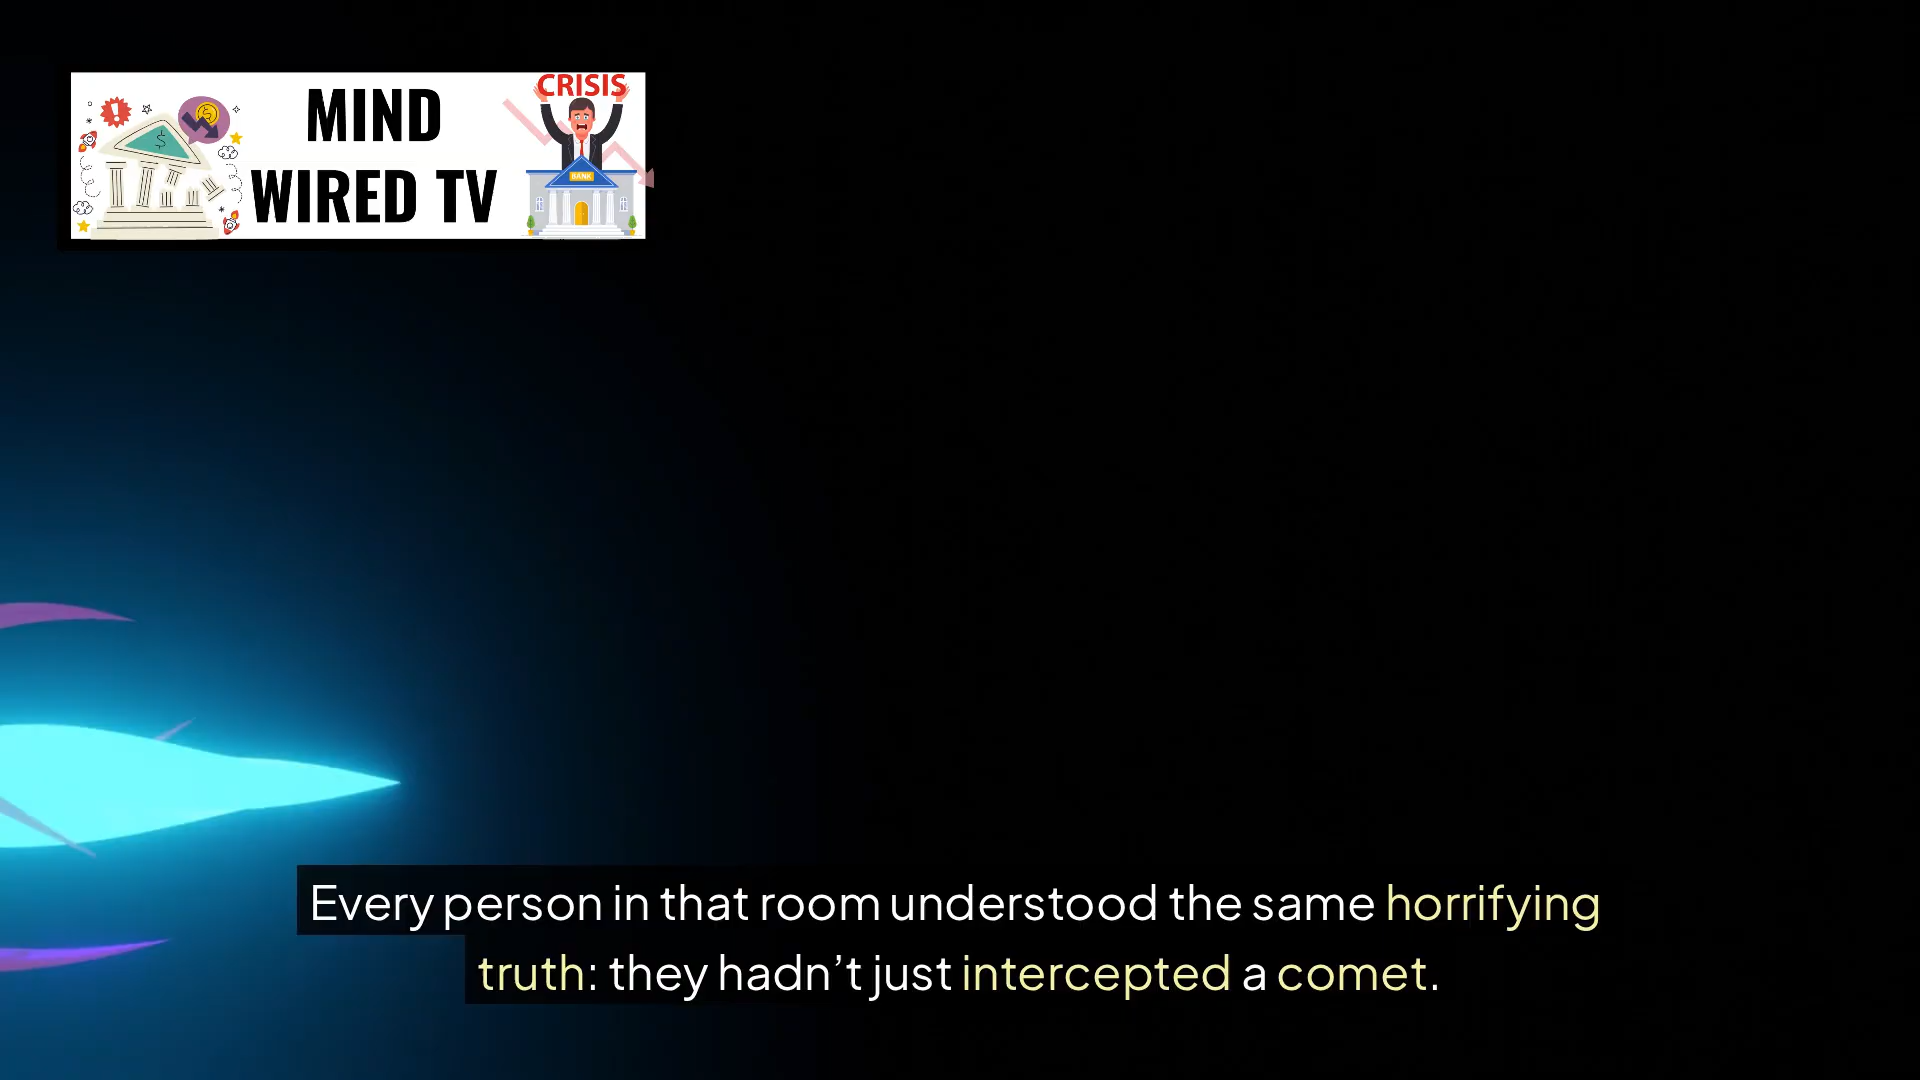 CRISIS
MIND
WIRED TV
BANK
Every person in that room understood the same horrifying
truth: they hadn’t just intercepted a comet.